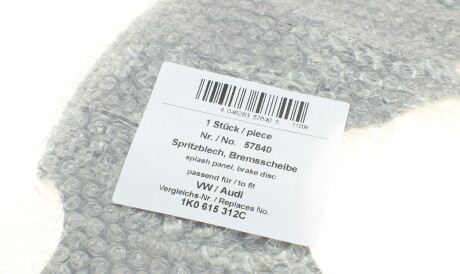 4 046283 57840 5
1 Stück / piece
Nr. / No. 57840
Spritzblech, Bremsscheibe
splash panel, brake disc
passend für / to fit
VW / Audi
Vergleichs-Nr. / Replaces No.
1K0 615 312C